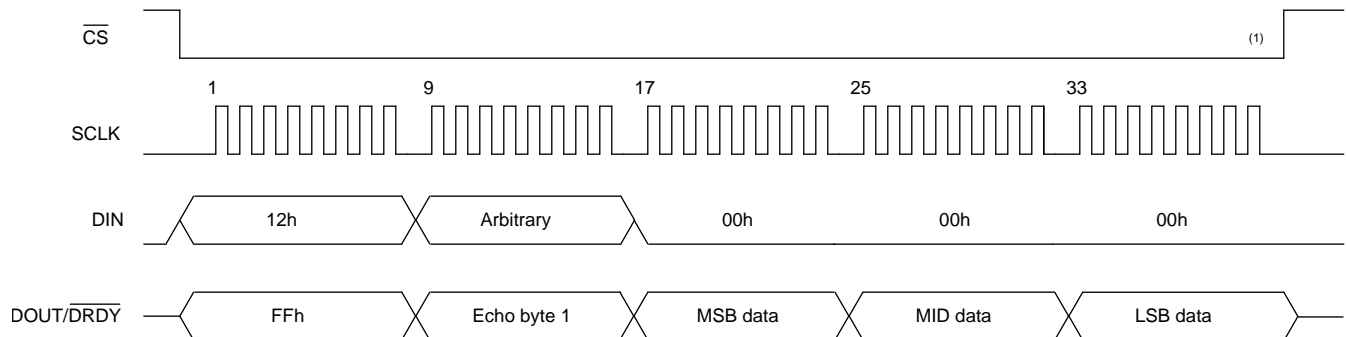 CS
(1)
1 9 17 25 33
SCLK
DIN 12h Arbitrary 00h 00h 00h
DOUT/DRDY FFh Echo byte 1 MSB data MID data LSB data